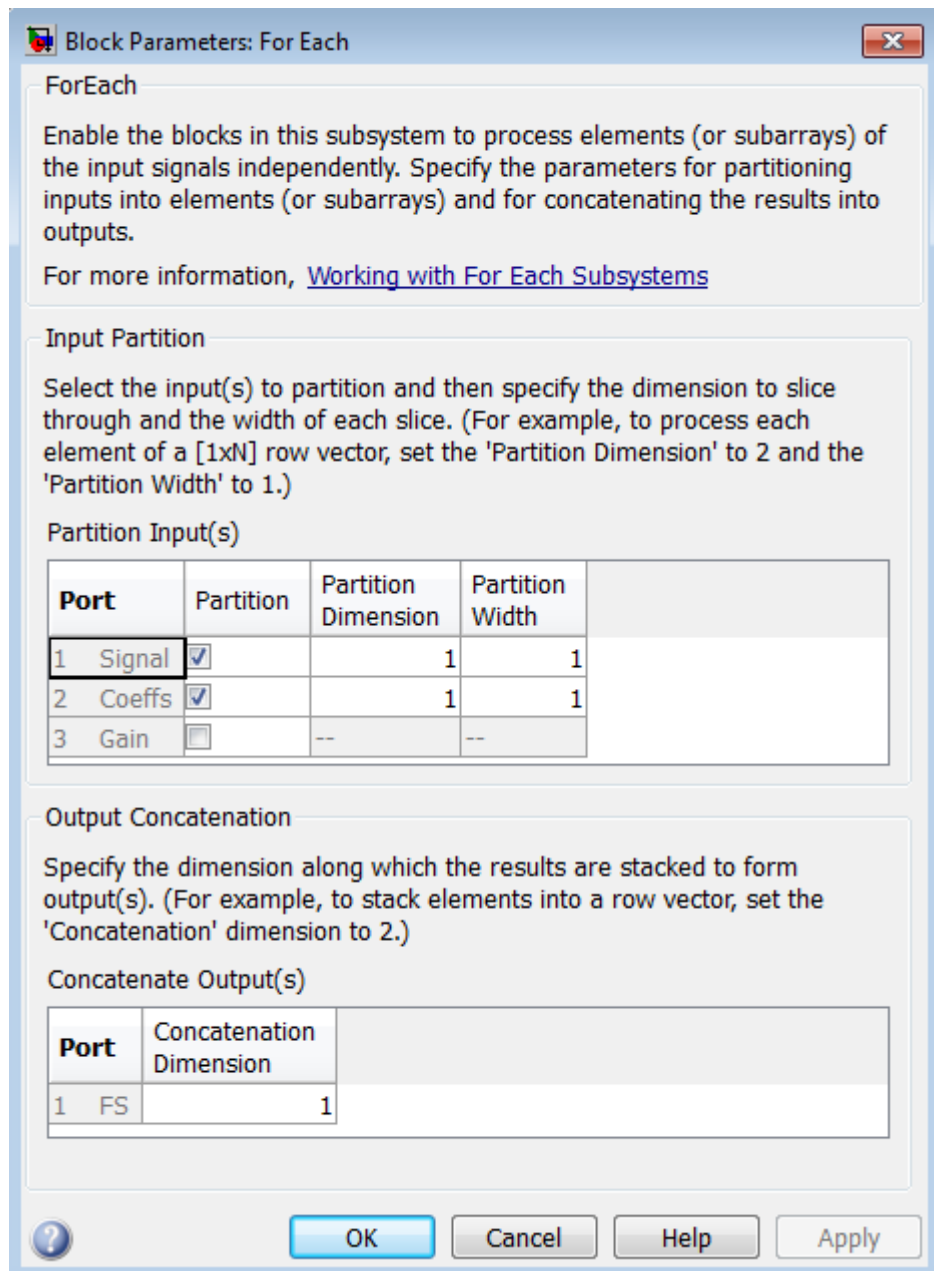 Block Parameters: For Each
ForEach
Enable the blocks in this subsystem to process elements (or subarrays) of
the input signals independently. Specify the parameters for partitioning
inputs into elements (or subarrays) and for concatenating the results into
outputs.
For more information, Working with For Each Subsystems
Input Partition
Select the input(s) to partition and then specify the dimension to slice
through and the width of each slice. (For example, to process each
element of a [1xN] row vector, set the 'Partition Dimension' to 2 and the
'Partition Width' to 1.)
Partition Input(s)
Port Partition Partition Dimension Partition Width
1 Signal 1 1
2 Coeffs 1 1
3 Gain -- --
Output Concatenation
Specify the dimension along which the results are stacked to form
output(s). (For example, to stack elements into a row vector, set the
'Concatenation' dimension to 2.)
Concatenate Output(s)
Port Concatenation Dimension
1 FS 1
? OK Cancel Help Apply